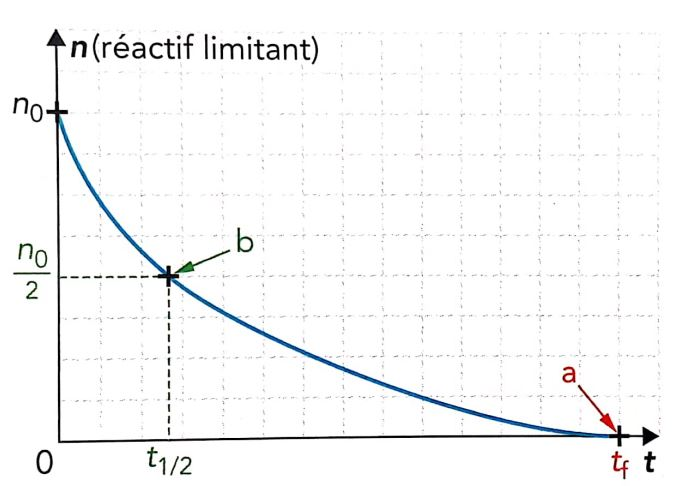 n (réactif limitant)
n0
n0/2
b
a
0
t1/2
tf
t